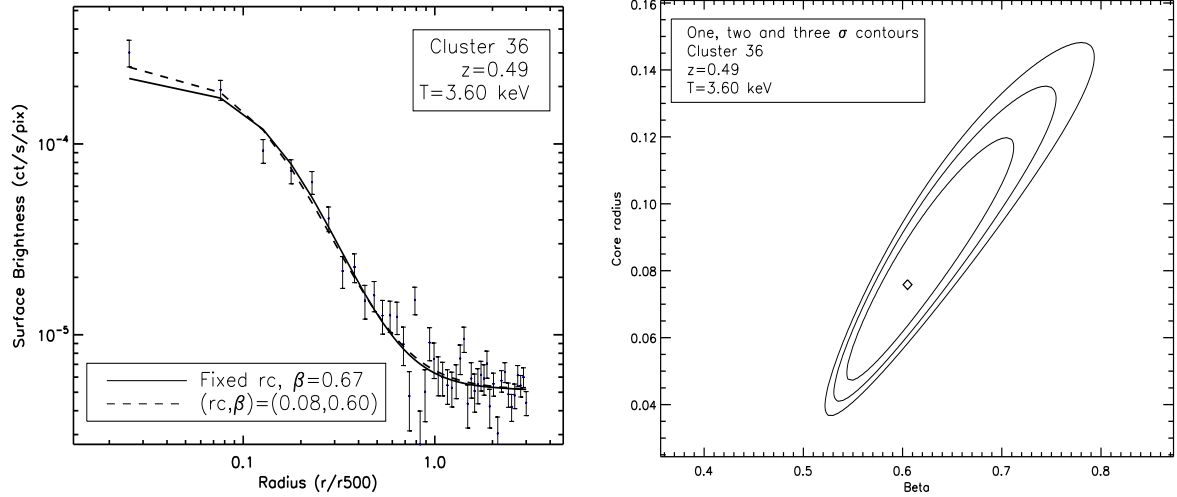 Cluster 36
z=0.49
T=3.60 keV
10⁻⁴
10⁻⁵
Surface Brightness (ct/s/pix)
Fixed rc, β=0.67
(rc,β)=(0.08,0.60)
0.1
1.0
Radius (r/r500)
One, two and three σ contours
Cluster 36
z=0.49
T=3.60 keV
0.16
0.14
0.12
0.10
0.08
0.06
0.04
Core radius
0.4
0.5
0.6
0.7
0.8
Beta